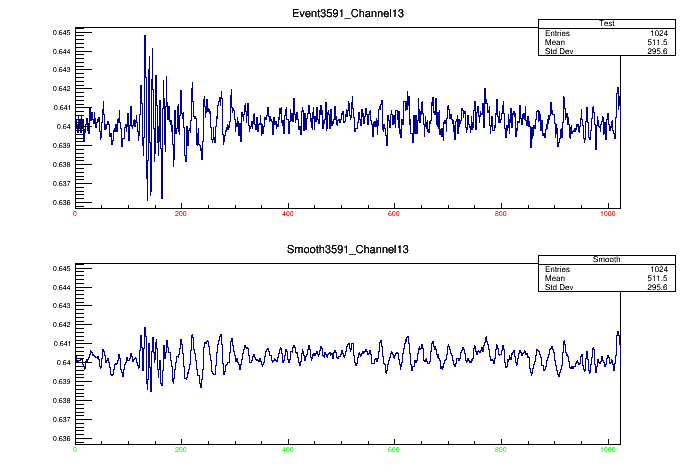 Event3591_Channel13
Test
Entries 1024
Mean 511.5
Std Dev 295.6
0.645
0.644
0.643
0.642
0.641
0.64
0.639
0.638
0.637
0.636
0 200 400 600 800 1000
Smooth3591_Channel13
Smooth
Entries 1024
Mean 511.5
Std Dev 295.6
0.645
0.644
0.643
0.642
0.641
0.64
0.639
0.638
0.637
0.636
0 200 400 600 800 1000